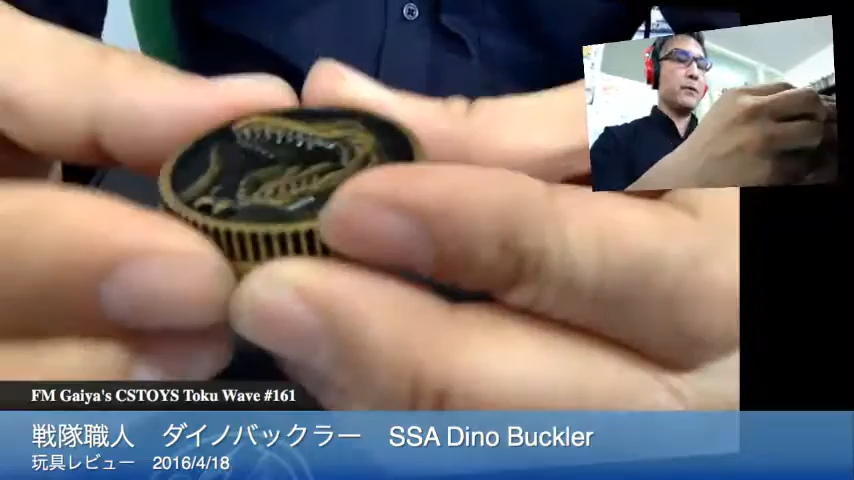 FM Gaiya's CSTOYS Toku Wave #161
戦隊職人 ダイノバックラー SSA Dino Buckler
玩具レビュー 2016/4/18